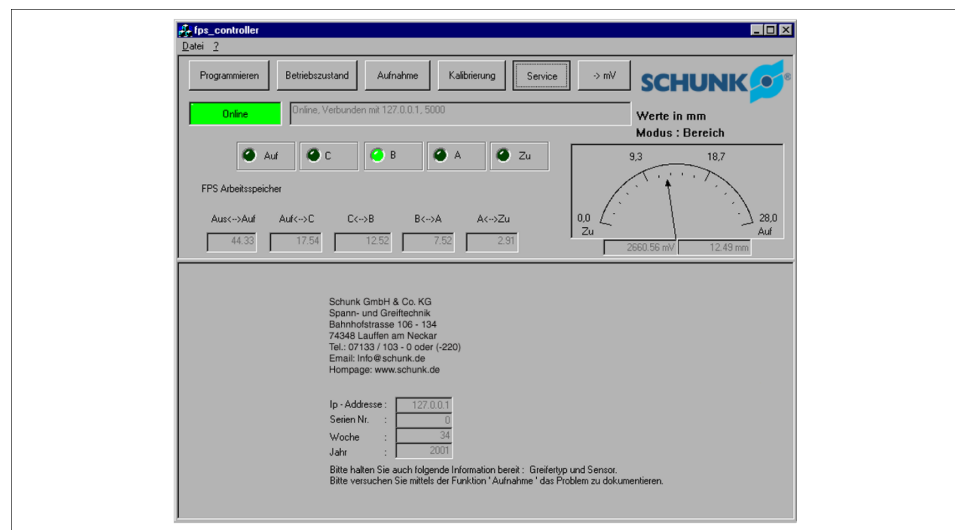 fps_controller
Datei ?
Programmieren Betriebszustand Aufnahme Kalibrierung Service -> mV
SCHUNK ®
Online Online, Verbunden mit 127.0.0.1, 5000
Werte in mm
Modus : Bereich
Auf C B A Zu
9,3 18,7
FPS Arbeitsspeicher
Aus<-->Auf Auf<-->C C<-->B B<-->A A<-->Zu
0,0 28,0
Zu Auf
44.33 17.54 12.52 7.52 2.91
2660.56 mV 12.49 mm
Schunk GmbH & Co. KG
Spann- und Greiftechnik
Bahnhofstrasse 106 - 134
74348 Lauffen am Neckar
Tel.: 07133 / 103 - 0 oder (-220)
Email: Info@schunk.de
Hompage: www.schunk.de
Ip - Addresse : 127.0.0.1
Serien Nr. : 0
Woche : 34
Jahr : 2001
Bitte halten Sie auch folgende Information bereit : Greifertyp und Sensor.
Bitte versuchen Sie mittels der Funktion ' Aufnahme ' das Problem zu dokumentieren.